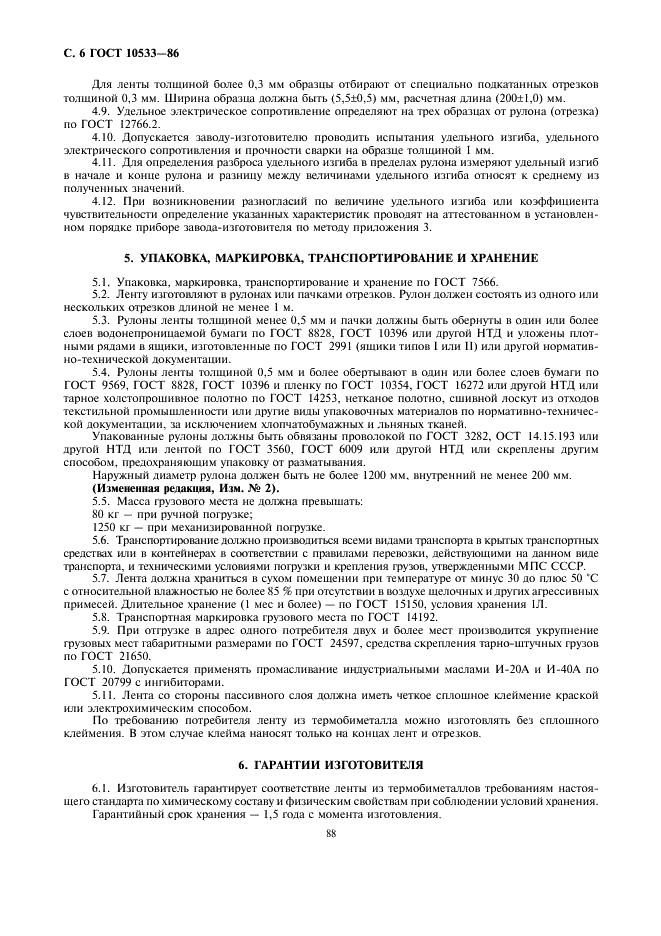 С. 6 ГОСТ 10533—86
Для ленты толщиной более 0,3 мм образцы отбирают от специально подкатанных отрезков
толщиной 0,3 мм. Ширина образца должна быть (5,5±0,5) мм, расчетная длина (200±1,0) мм.
4.9. Удельное электрическое сопротивление определяют на трех образцах от рулона (отрезка)
по ГОСТ 12766.2.
4.10. Допускается заводу-изготовителю проводить испытания удельного изгиба, удельного
электрического сопротивления и прочности сварки на образце толщиной 1 мм.
4.11. Для определения разброса удельного изгиба в пределах рулона измеряют удельный изгиб
в начале и конце рулона и разницу между величинами удельного изгиба относят к среднему из
полученных значений.
4.12. При возникновении разногласий по величине удельного изгиба или коэффициента
чувствительности определение указанных характеристик проводят на аттестованном в установлен-
ном порядке приборе завода-изготовителя по методу приложения 3.
5. УПАКОВКА, МАРКИРОВКА, ТРАНСПОРТИРОВАНИЕ И ХРАНЕНИЕ
5.1. Упаковка, маркировка, транспортирование и хранение по ГОСТ 7566.
5.2. Ленту изготовляют в рулонах или пачками отрезков. Рулон должен состоять из одного или
нескольких отрезков длиной не менее 1 м.
5.3. Рулоны ленты толщиной менее 0,5 мм и пачки должны быть обернуты в один или более
слоев водонепроницаемой бумаги по ГОСТ 8828, ГОСТ 10396 или другой НТД и уложены плот-
ными рядами в ящики, изготовленные по ГОСТ 2991 (ящики типов I или II) или другой норматив-
но-технической документации.
5.4. Рулоны ленты толщиной 0,5 мм и более обертывают в один или более слоев бумаги по
ГОСТ 9569, ГОСТ 8828, ГОСТ 10396 и пленку по ГОСТ 10354, ГОСТ 16272 или другой НТД или
тарное холстопрошивное полотно по ГОСТ 14253, нетканое полотно, сшивной лоскут из отходов
текстильной промышленности или другие виды упаковочных материалов по нормативно-техничес-
кой документации, за исключением хлопчатобумажных и льняных тканей.
Упакованные рулоны должны быть обвязаны проволокой по ГОСТ 3282, ОСТ 14.15.193 или
другой НТД или лентой по ГОСТ 3560, ГОСТ 6009 или другой НТД или скреплены другим
способом, предохраняющим упаковку от разматывания.
Наружный диаметр рулона должен быть не более 1200 мм, внутренний не менее 200 мм.
(Измененная редакция, Изм. № 2).
5.5. Масса грузового места не должна превышать:
80 кг — при ручной погрузке;
1250 кг — при механизированной погрузке.
5.6. Транспортирование должно производиться всеми видами транспорта в крытых транспортных
средствах или в контейнерах в соответствии с правилами перевозки, действующими на данном виде
транспорта, и техническими условиями погрузки и крепления грузов, утвержденными МПС СССР.
5.7. Лента должна храниться в сухом помещении при температуре от минус 30 до плюс 50 ˚С
с относительной влажностью не более 85 % при отсутствии в воздухе щелочных и других агрессивных
примесей. Длительное хранение (1 мес и более) — по ГОСТ 15150, условия хранения 1Л.
5.8. Транспортная маркировка грузового места по ГОСТ 14192.
5.9. При отгрузке в адрес одного потребителя двух и более мест производится укрупнение
грузовых мест габаритными размерами по ГОСТ 24597, средства скрепления тарно-штучных грузов
по ГОСТ 21650.
5.10. Допускается применять промасливание индустриальными маслами И-20А и И-40А по
ГОСТ 20799 с ингибиторами.
5.11. Лента со стороны пассивного слоя должна иметь четкое сплошное клеймение краской
или электрохимическим способом.
По требованию потребителя ленту из термобиметалла можно изготовлять без сплошного
клеймения. В этом случае клейма наносят только на концах лент и отрезков.
6. ГАРАНТИИ ИЗГОТОВИТЕЛЯ
6.1. Изготовитель гарантирует соответствие ленты из термобиметаллов требованиям настоя-
щего стандарта по химическому составу и физическим свойствам при соблюдении условий хранения.
Гарантийный срок хранения — 1,5 года с момента изготовления.
88